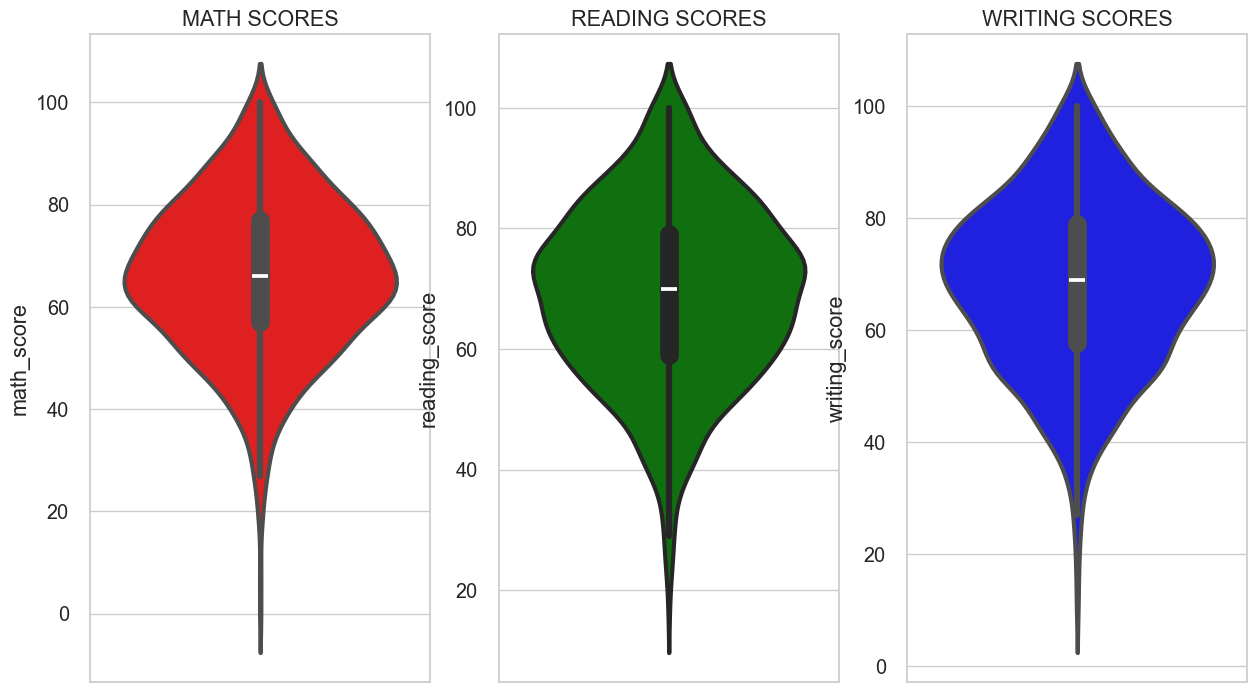 MATH SCORES
math_score
100
80
60
40
20
0
READING SCORES
reading_score
100
80
60
40
20
WRITING SCORES
writing_score
100
80
60
40
20
0